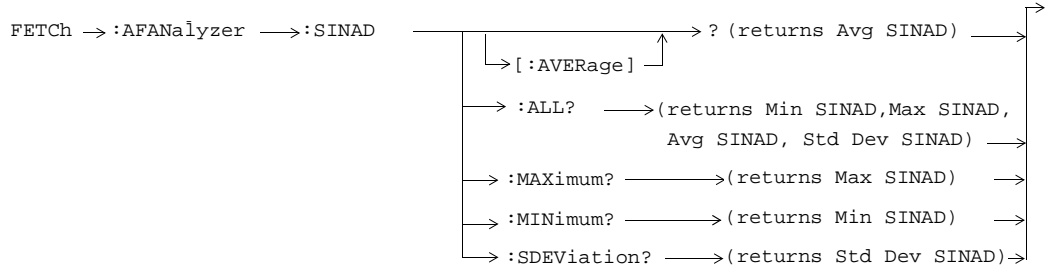 FETCh :AFANalyzer :SINAD ? (returns Avg SINAD)
[:AVERage]
:ALL? (returns Min SINAD,Max SINAD,
Avg SINAD, Std Dev SINAD)
:MAXimum? (returns Max SINAD)
:MINimum? (returns Min SINAD)
:SDEViation? (returns Std Dev SINAD)